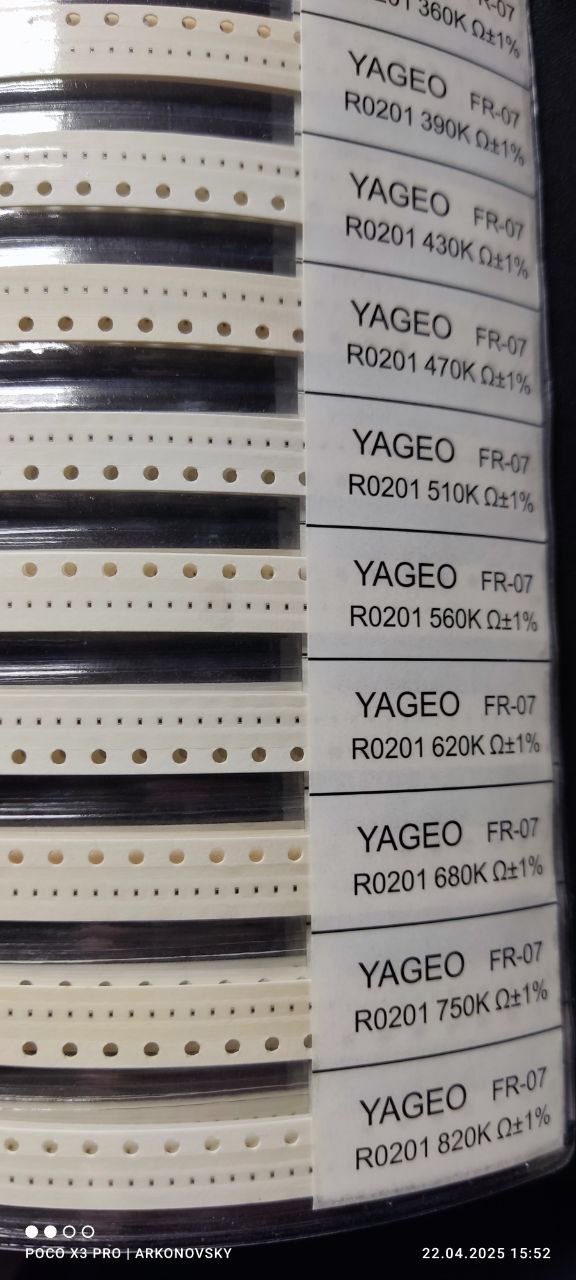 R-07
0201 360K Ω±1%
YAGEO FR-07
R0201 390K Ω±1%
YAGEO FR-07
R0201 430K Ω±1%
YAGEO FR-07
R0201 470K Ω±1%
YAGEO FR-07
R0201 510K Ω±1%
YAGEO FR-07
R0201 560K Ω±1%
YAGEO FR-07
R0201 620K Ω±1%
YAGEO FR-07
R0201 680K Ω±1%
YAGEO FR-07
R0201 750K Ω±1%
YAGEO FR-07
R0201 820K Ω±1%
POCO X3 PRO | ARKONOVSKY 22.04.2025 15:52